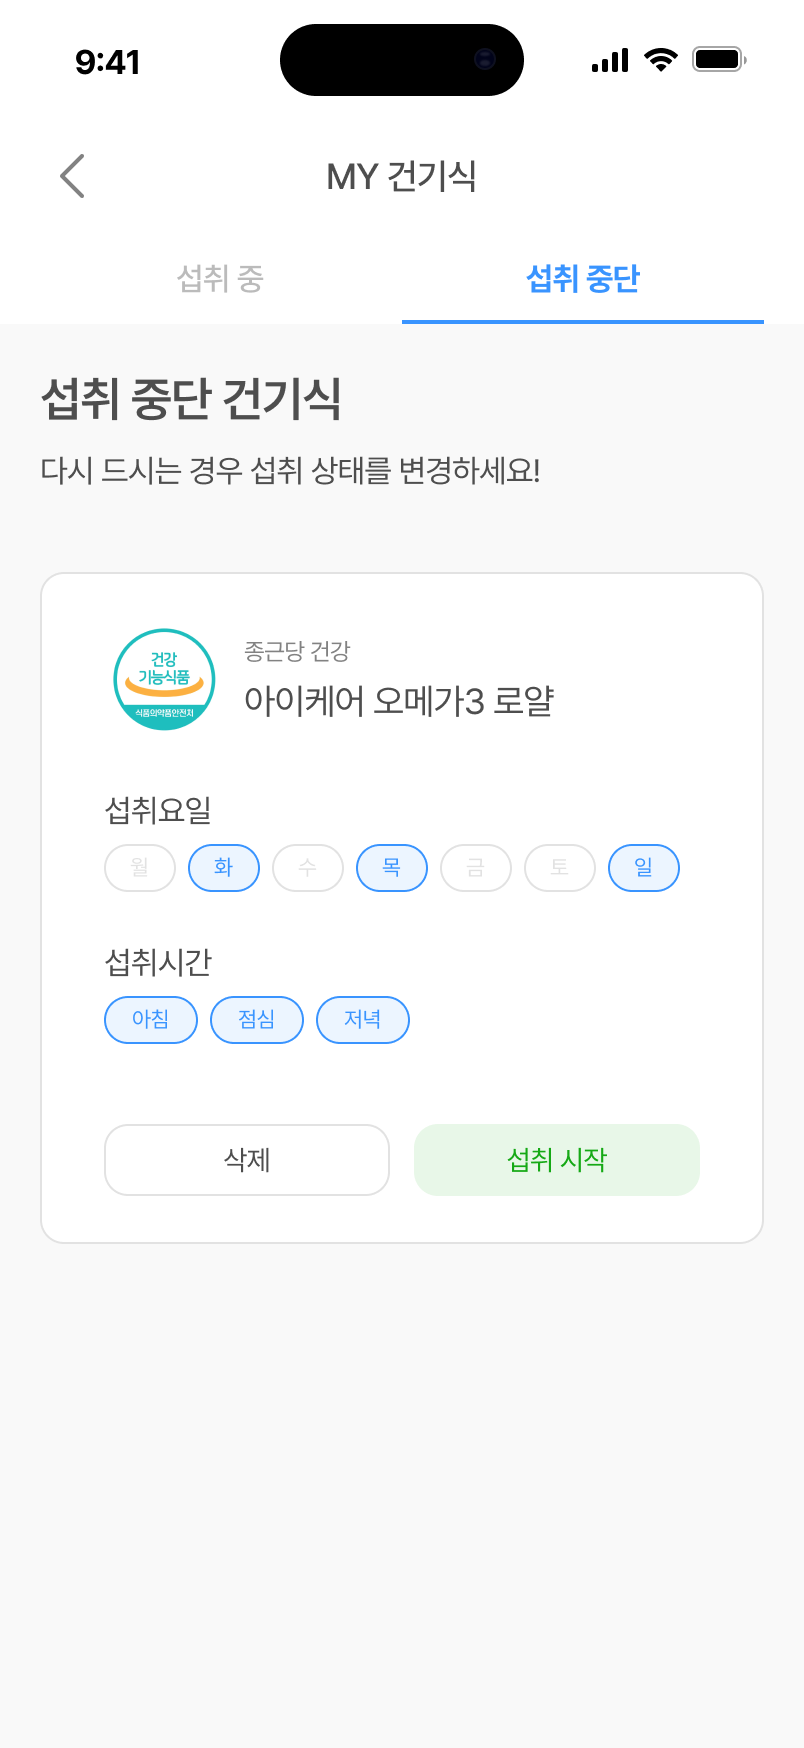 9:41
MY 건기식
섭취 중
섭취 중단
섭취 중단 건기식
다시 드시는 경우 섭취 상태를 변경하세요!
건강
기능식품
식품의약품안전처
종근당 건강
아이케어 오메가3 로얄
섭취요일
월 화 수 목 금 토 일
섭취시간
아침 점심 저녁
삭제
섭취 시작